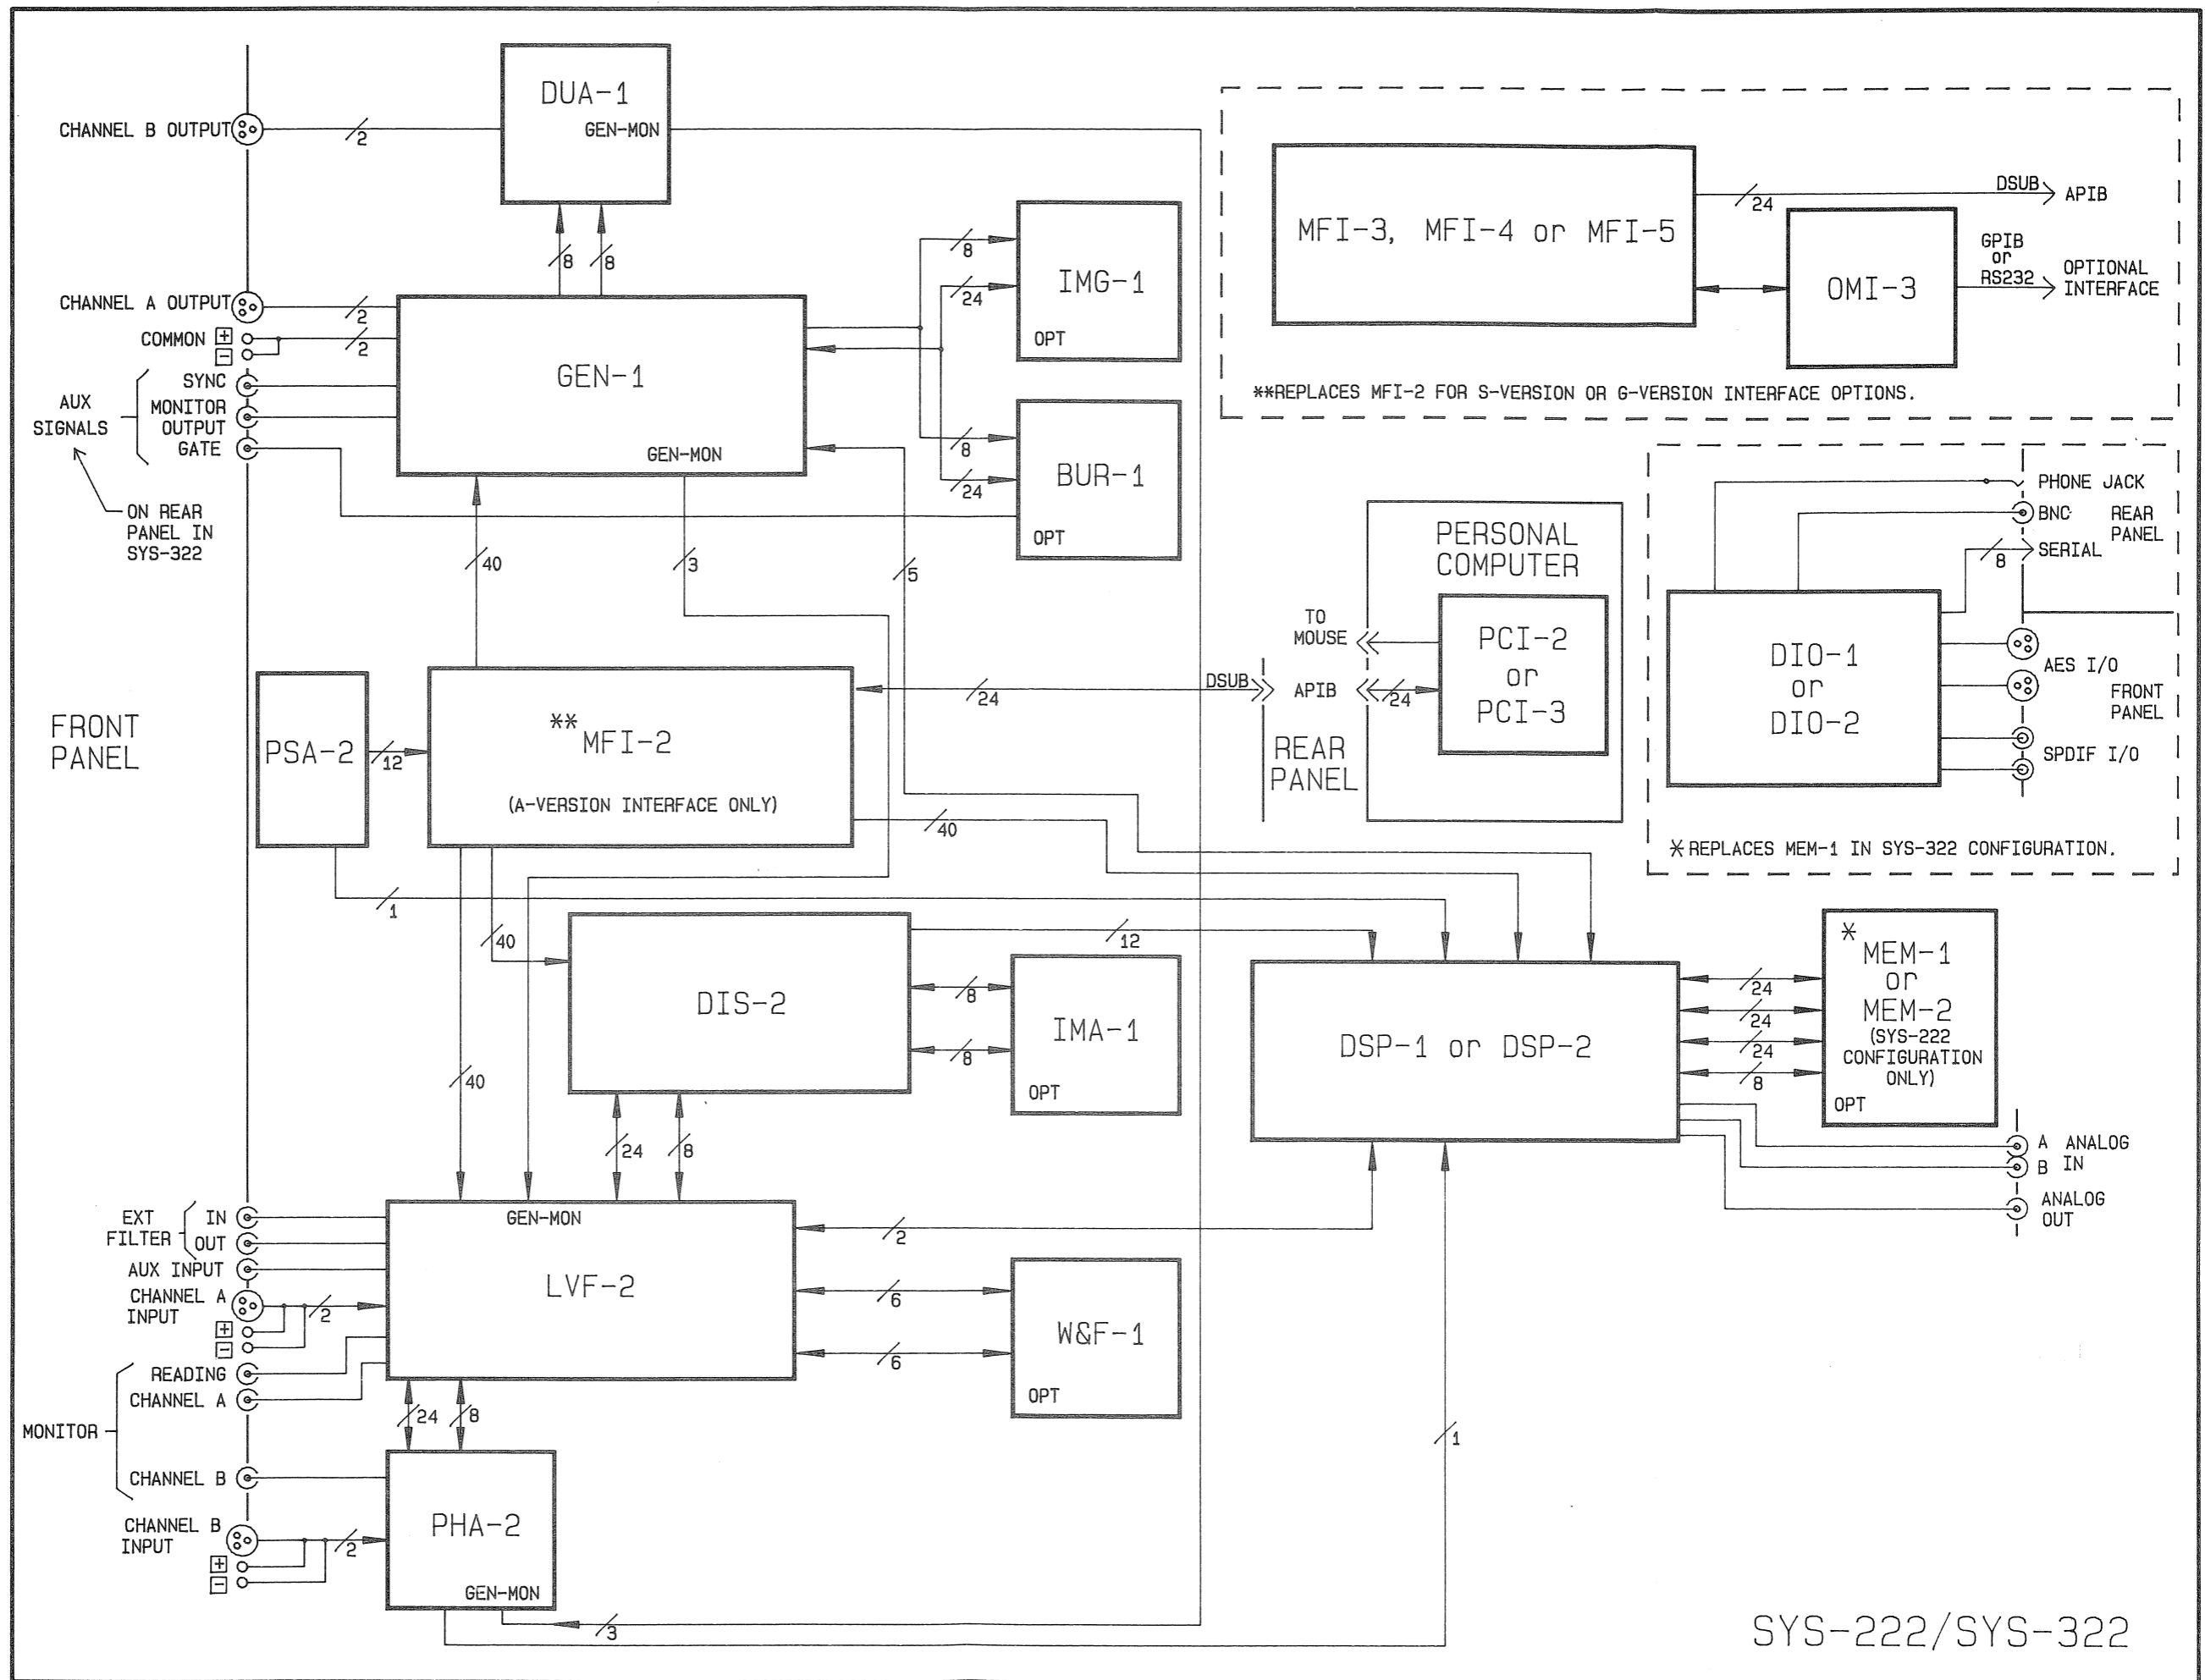 DUA-1
GEN-MON
CHANNEL B OUTPUT
2
8
8
CHANNEL A OUTPUT
2
COMMON +
-
2
SYNC
MONITOR
OUTPUT
GATE
AUX
SIGNALS
ON REAR
PANEL IN
SYS-322
GEN-1
GEN-MON
8
24
IMG-1
OPT
8
24
BUR-1
OPT
40
3
5
MFI-3, MFI-4 or MFI-5
24
DSUB
APIB
OMI-3
GPIB
or
RS232
OPTIONAL
INTERFACE
**REPLACES MFI-2 FOR S-VERSION OR G-VERSION INTERFACE OPTIONS.
PHONE JACK
BNC
REAR
PANEL
8
SERIAL
DIO-1
or
DIO-2
AES I/O
FRONT
PANEL
SPDIF I/O
*REPLACES MEM-1 IN SYS-322 CONFIGURATION.
PERSONAL
COMPUTER
TO
MOUSE
PCI-2
or
PCI-3
DSUB
APIB
24
24
REAR
PANEL
FRONT
PANEL
PSA-2
12
**MFI-2
(A-VERSION INTERFACE ONLY)
40
1
40
40
DIS-2
12
8
8
IMA-1
OPT
24
8
DSP-1 or DSP-2
24
24
24
8
*
MEM-1
or
MEM-2
(SYS-222
CONFIGURATION
ONLY)
OPT
A ANALOG
B IN
ANALOG
OUT
EXT
FILTER
IN
OUT
AUX INPUT
CHANNEL A
INPUT
2
+
-
READING
CHANNEL A
MONITOR
CHANNEL B
GEN-MON
LVF-2
2
6
6
W&F-1
OPT
24
8
CHANNEL B
INPUT
2
+
-
PHA-2
GEN-MON
3
1
SYS-222/SYS-322